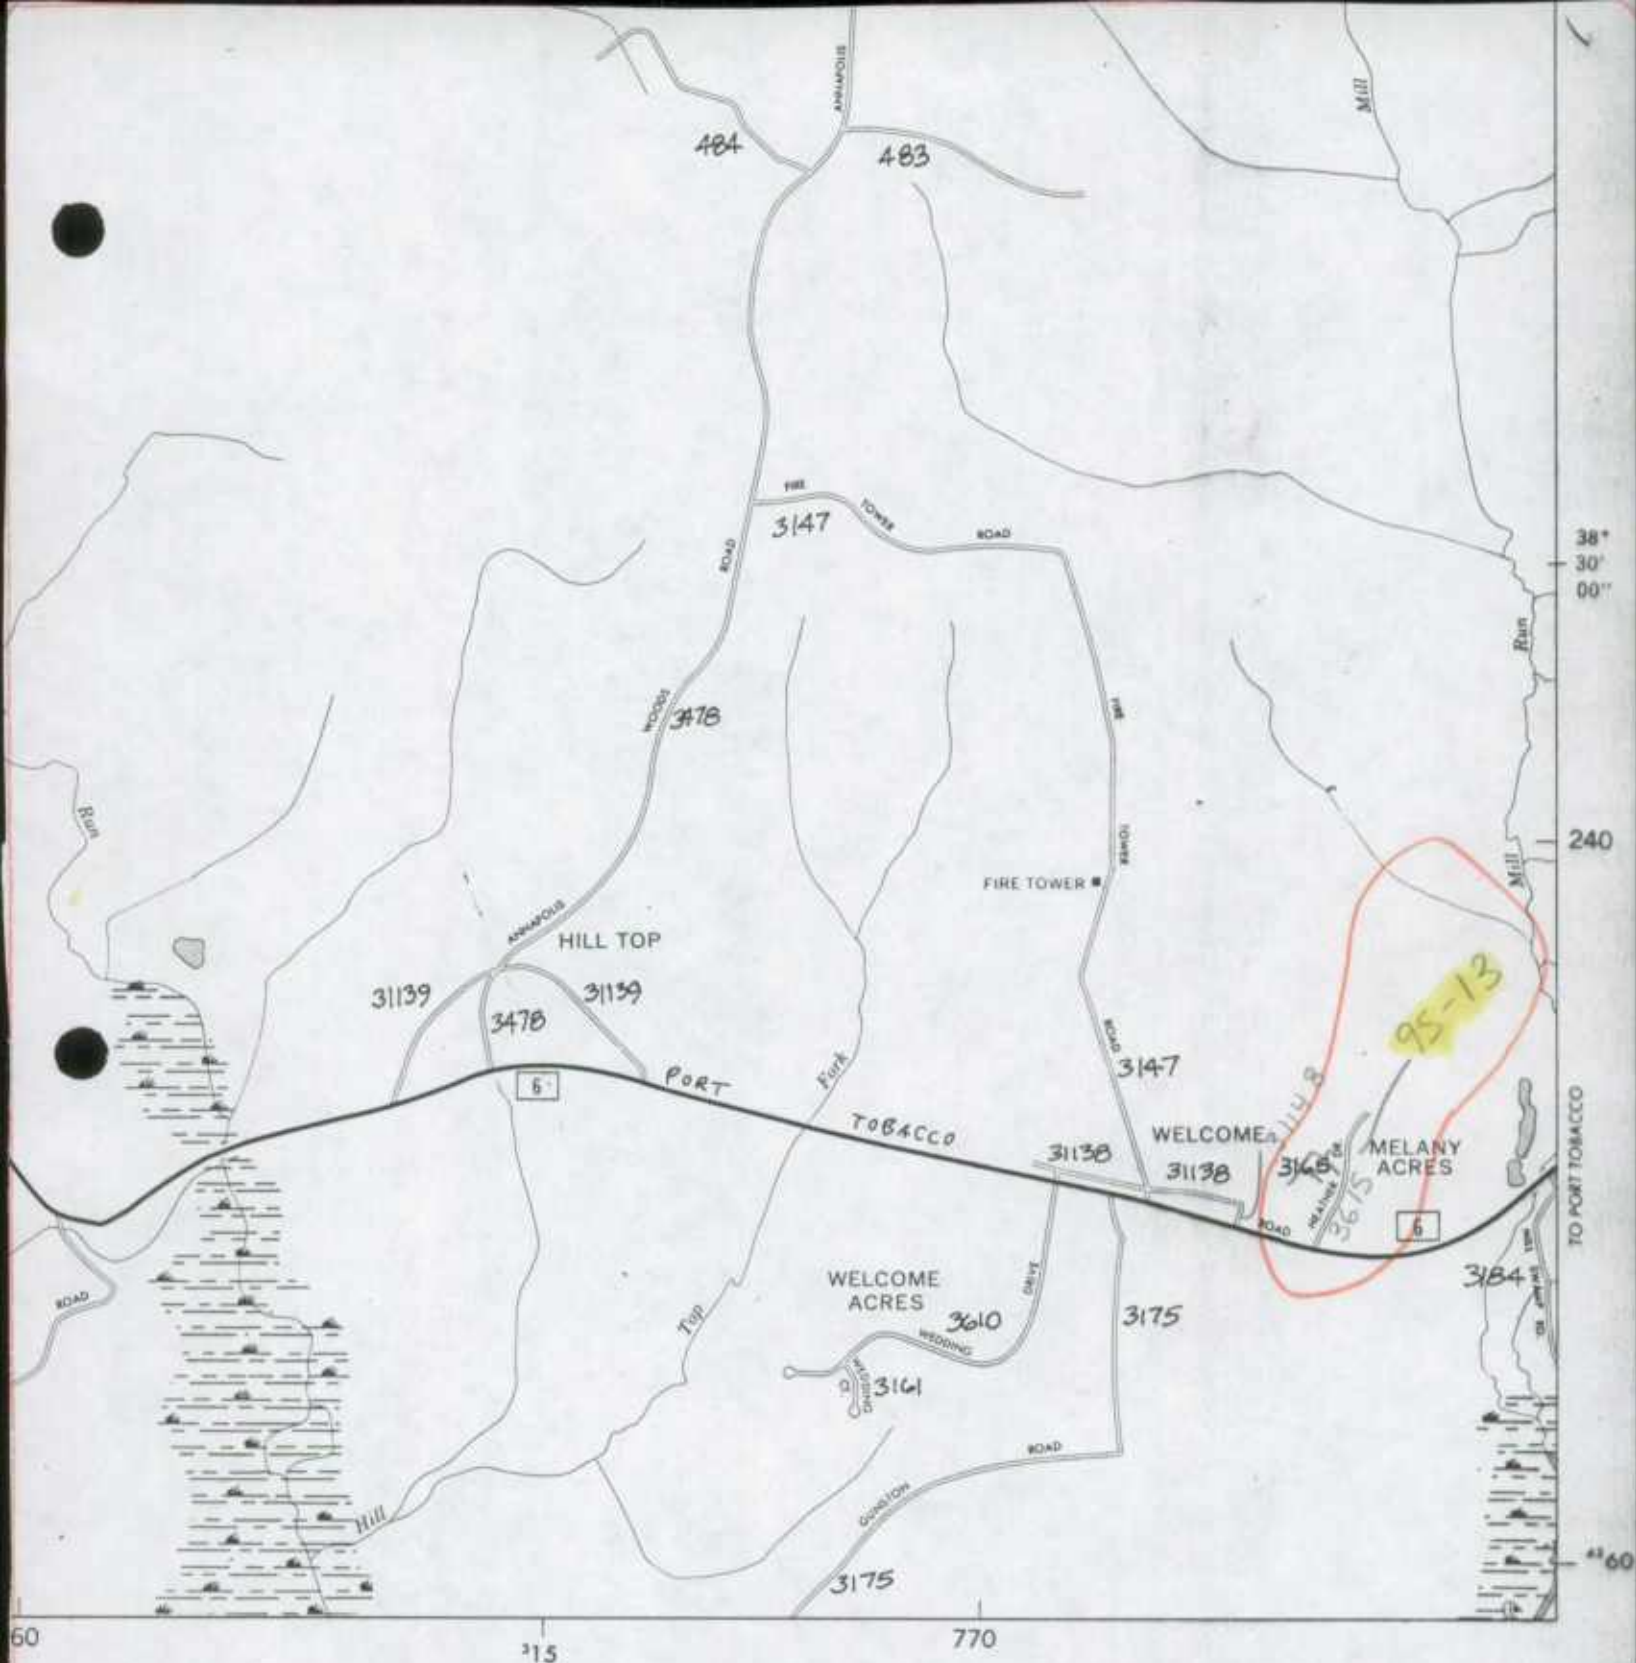 ANNAPOLIS
Mill
484
483
FIRE
3147
TOWER
ROAD
ROAD
38°
30'
00"
Run
WOODS
3478
FIRE
Run
TOWER
240
Mill
FIRE TOWER
ANNAPOLIS
HILL TOP
95-13
31139
31139
3478
ROAD
3147
6
PORT
Fork
TOBACCO
WELCOME
31138
31138
MELANY
ACRES
HEATHER DR
3615
ROAD
6
TO PORT TOBACCO
ROAD
WELCOME
ACRES
DRIVE
3610
WEDDING
3175
3184
Top
WEDDING
3161
ROAD
GUNSTON
Hill
3175
60
60
315
770